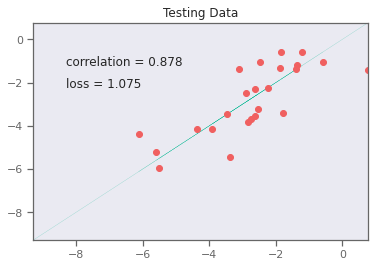 Testing Data
correlation = 0.878
loss = 1.075
0
−2
−4
−6
−8
−8 −6 −4 −2 0